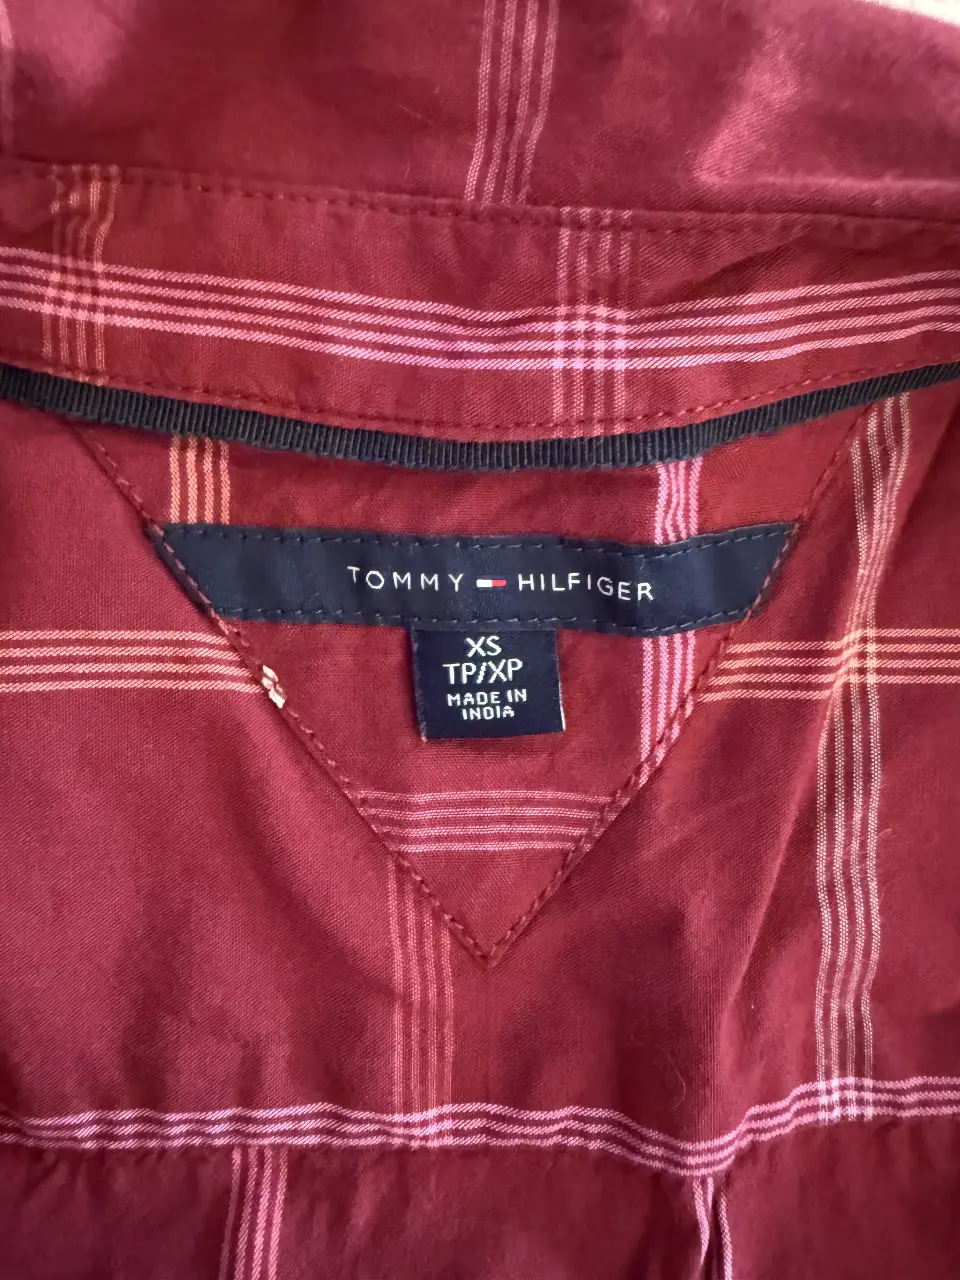 TOMMY HILFIGER
XS
TP/XP
MADE IN
INDIA